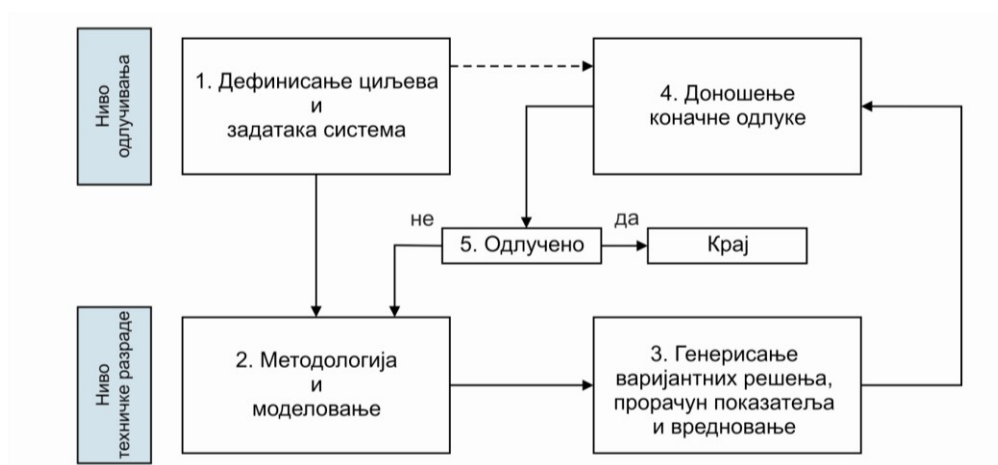 Ниво
одлучивања
1. Дефинисање циљева
и
задатака система
4. Доношење
коначне одлуке
не
5. Одлучено
да
Крај
Ниво
техничке разраде
2. Методологија
и
моделовање
3. Генерисање
варијантних решења,
прорачун показатеља
и вредновање